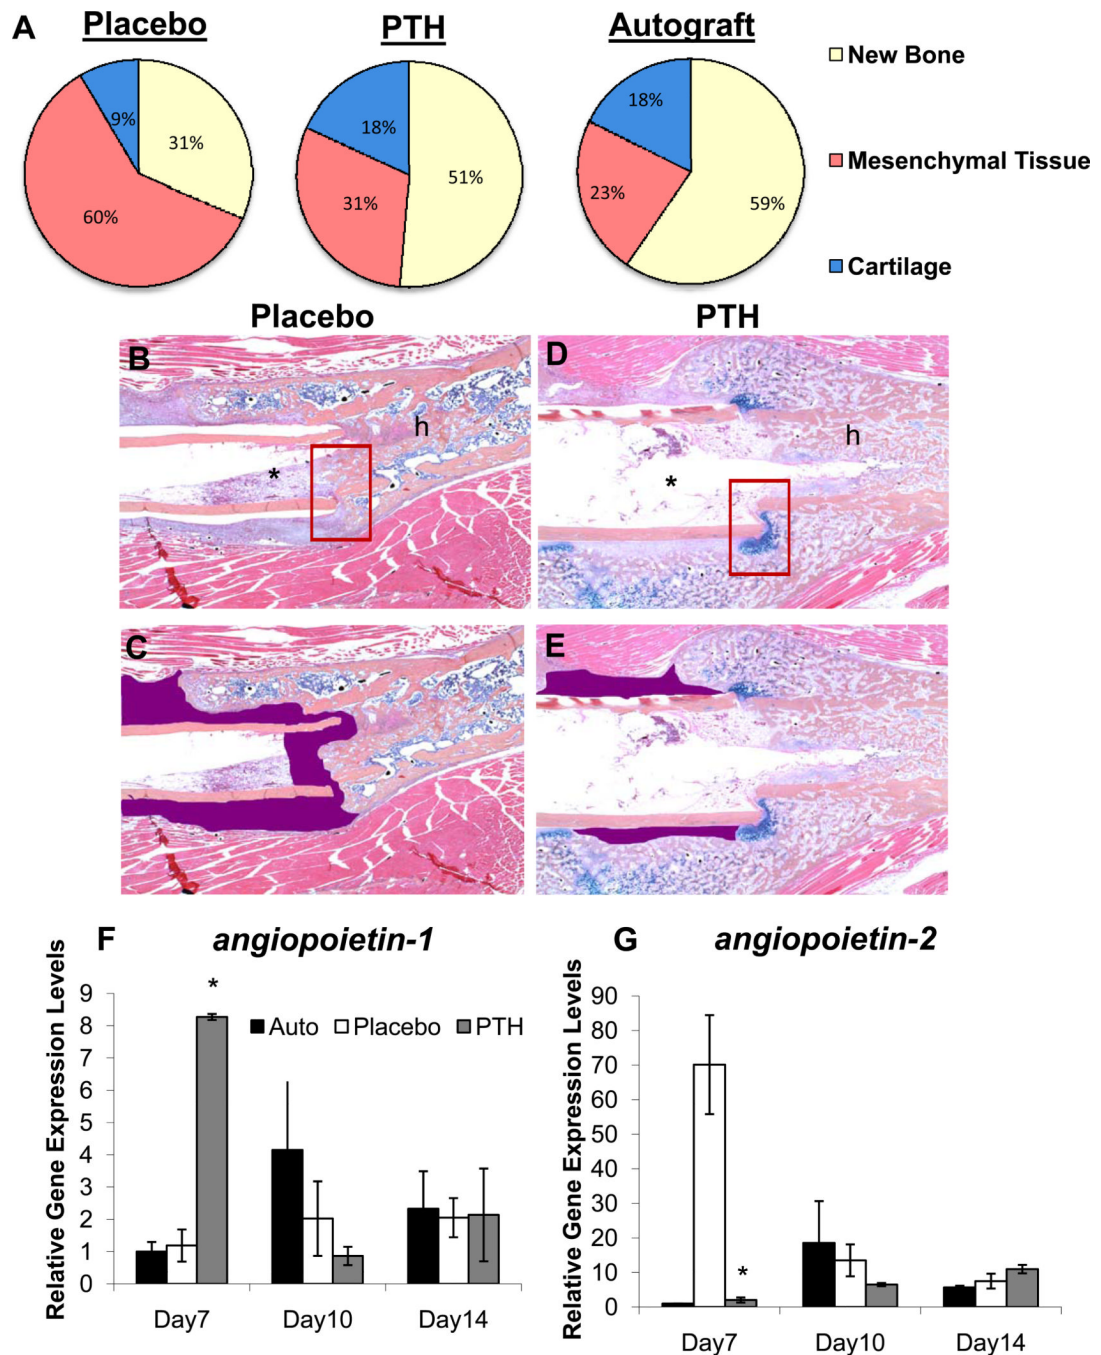 A
Placebo
PTH
Autograft
9%
31%
60%
18%
51%
31%
18%
23%
59%
New Bone
Mesenchymal Tissue
Cartilage
Placebo
PTH
B
h
*
D
h
*
C
E
F
angiopoietin-1
Relative Gene Expression Levels
9
8
7
6
5
4
3
2
1
0
*
Auto
Placebo
PTH
Day7
Day10
Day14
G
angiopoietin-2
Relative Gene Expression Levels
90
80
70
60
50
40
30
20
10
0
*
Day7
Day10
Day14